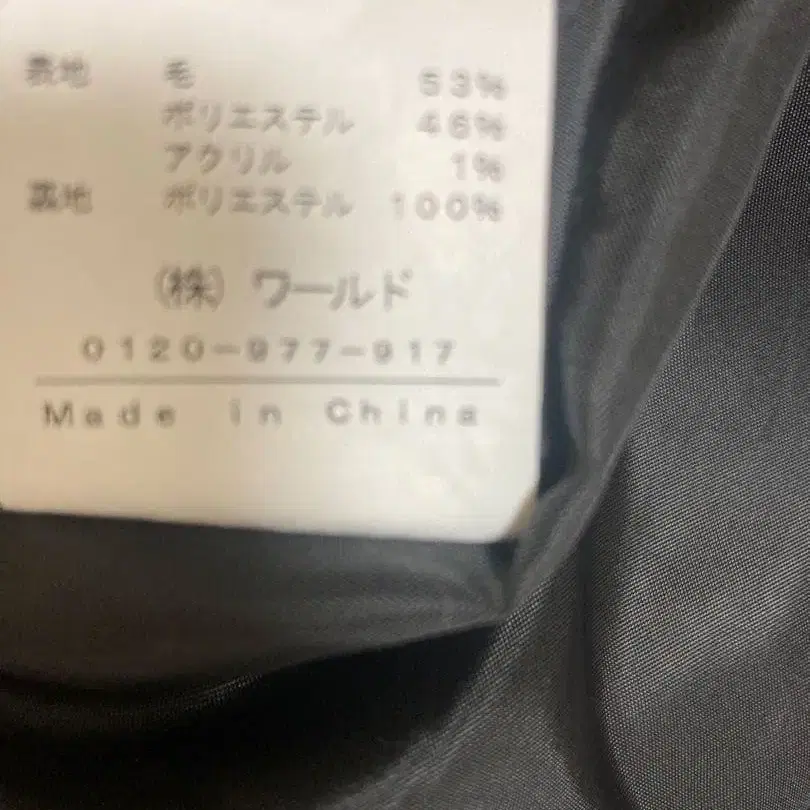 表地 毛 53%
ポリエステル 46%
アクリル 1%
裏地 ポリエステル 100%
(株) ワールド
0120-977-917
Made in China